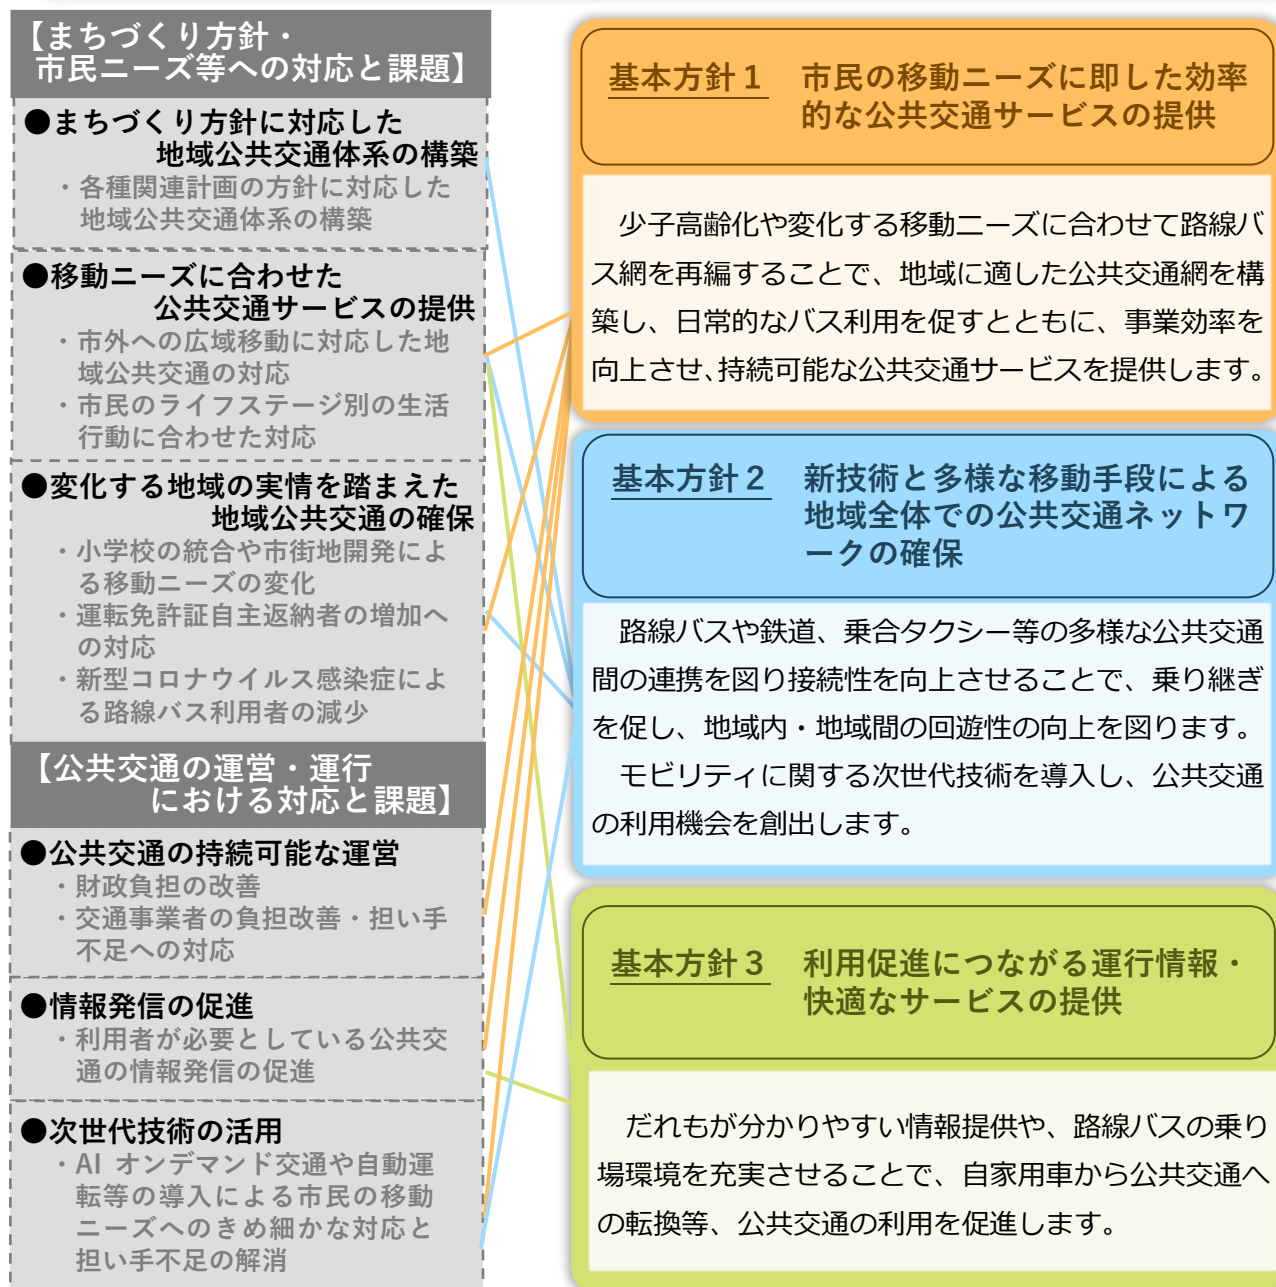 【まちづくり方針・
市民ニーズ等への対応と課題】
●まちづくり方針に対応した
地域公共交通体系の構築
・各種関連計画の方針に対応した
地域公共交通体系の構築
●移動ニーズに合わせた
公共交通サービスの提供
・市外への広域移動に対応した地
域公共交通の対応
・市民のライフステージ別の生活
行動に合わせた対応
●変化する地域の実情を踏まえた
地域公共交通の確保
・小学校の統合や市街地開発によ
る移動ニーズの変化
・運転免許証自主返納者の増加へ
の対応
・新型コロナウイルス感染症によ
る路線バス利用者の減少
【公共交通の運営・運行
における対応と課題】
●公共交通の持続可能な運営
・財政負担の改善
・交通事業者の負担改善・担い手
不足への対応
●情報発信の促進
・利用者が必要としている公共交
通の情報発信の促進
●次世代技術の活用
・AI オンデマンド交通や自動運
転等の導入による市民の移動
ニーズへのきめ細かな対応と
担い手不足の解消
基本方針１　市民の移動ニーズに即した効率
的な公共交通サービスの提供
少子高齢化や変化する移動ニーズに合わせて路線バ
ス網を再編することで、地域に適した公共交通網を構
築し、日常的なバス利用を促すとともに、事業効率を
向上させ、持続可能な公共交通サービスを提供します。
基本方針２　新技術と多様な移動手段による
地域全体での公共交通ネットワ
ークの確保
路線バスや鉄道、乗合タクシー等の多様な公共交通
間の連携を図り接続性を向上させることで、乗り継ぎ
を促し、地域内・地域間の回遊性の向上を図ります。
モビリティに関する次世代技術を導入し、公共交通
の利用機会を創出します。
基本方針３　利用促進につながる運行情報・
快適なサービスの提供
だれもが分かりやすい情報提供や、路線バスの乗り
場環境を充実させることで、自家用車から公共交通へ
の転換等、公共交通の利用を促進します。